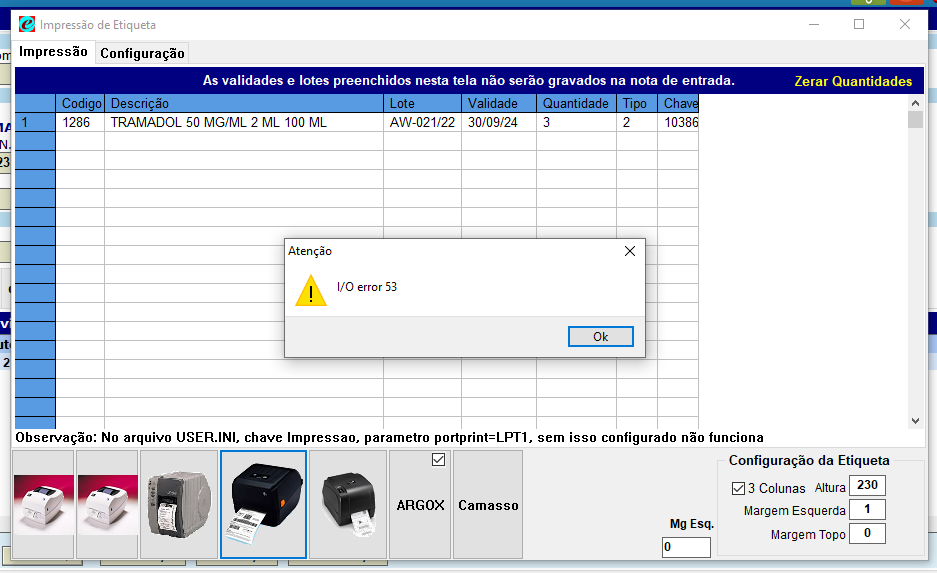 Impressão de Etiqueta
Impressão Configuração
As validades e lotes preenchidos nesta tela não serão gravados na nota de entrada. Zerar Quantidades
Codigo Descrição Lote Validade Quantidade Tipo Chave
1 1286 TRAMADOL 50 MG/ML 2 ML 100 ML AW-021/22 30/09/24 3 2 10386
Atenção
I/O error 53
Ok
Observação: No arquivo USER.INI, chave Impressao, parametro portprint=LPT1, sem isso configurado não funciona
ARGOX Camasso
Mg Esq.
0
Configuração da Etiqueta
3 Colunas Altura 230
Margem Esquerda 1
Margem Topo 0